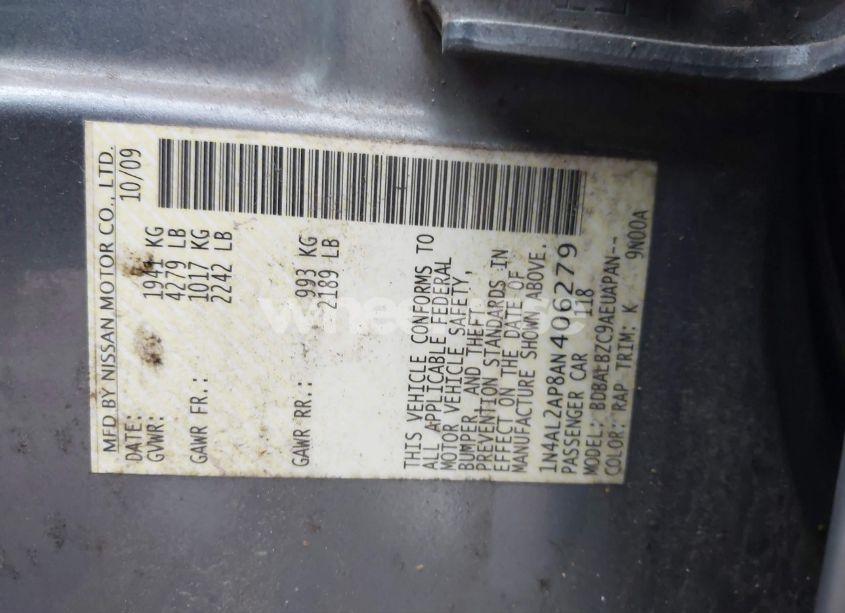 MFD BY NISSAN MOTOR CO., LTD.
DATE: 10/09
GVWR: 1941 KG
4279 LB
GAWR FR.: 1017 KG
2242 LB
GAWR RR.: 993 KG
2189 LB
THIS VEHICLE CONFORMS TO
ALL APPLICABLE FEDERAL
MOTOR VEHICLE SAFETY,
BUMPER, AND THEFT
PREVENTION STANDARDS IN
EFFECT ON THE DATE OF
MANUFACTURE SHOWN ABOVE.
1N4AL2AP8AN406279
PASSENGER CAR 118
MODEL: BDBALBZC9AEUAPAN--
COLOR: RAP TRIM: K 9N00A